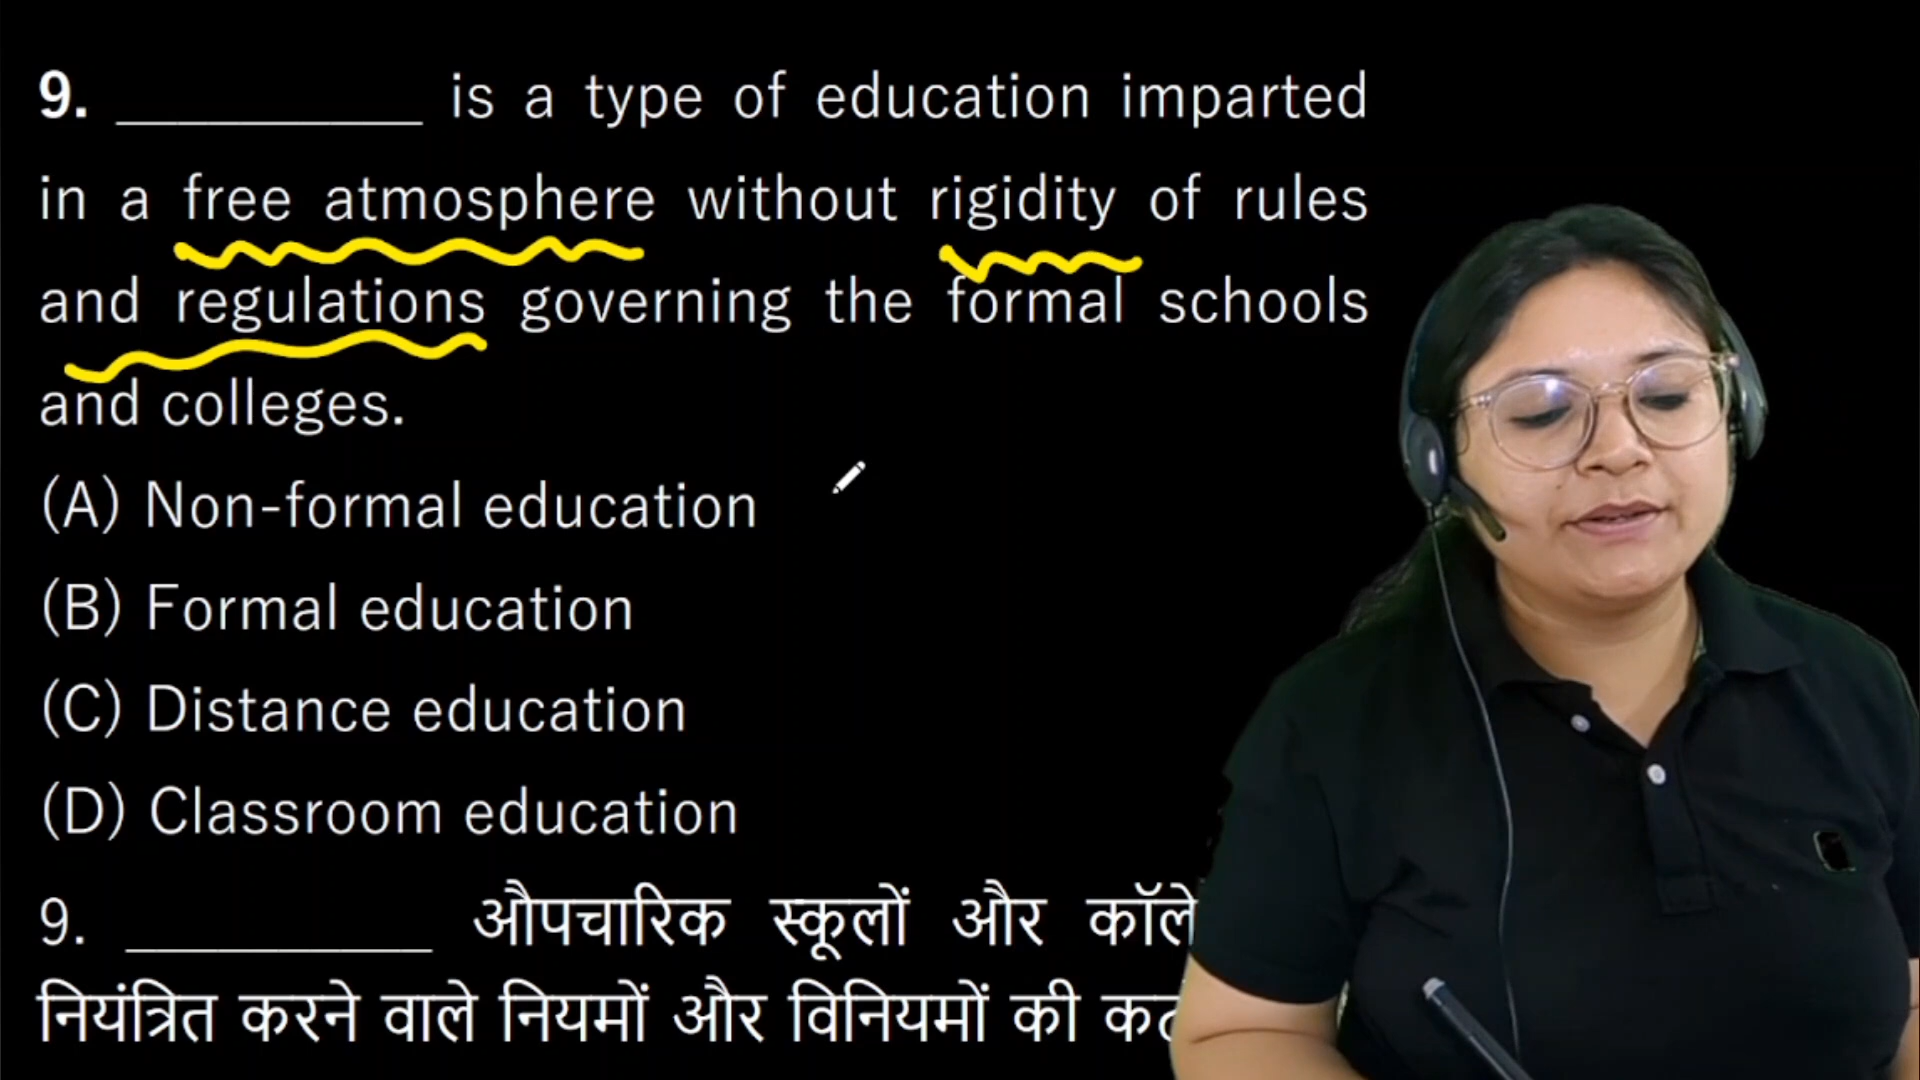 9. __________ is a type of education imparted
in a free atmosphere without rigidity of rules
and regulations governing the formal schools
and colleges.
(A) Non-formal education
(B) Formal education
(C) Distance education
(D) Classroom education
9. __________ औपचारिक स्कूलों और
नियंत्रित करने वाले नियमों और विनियमों की